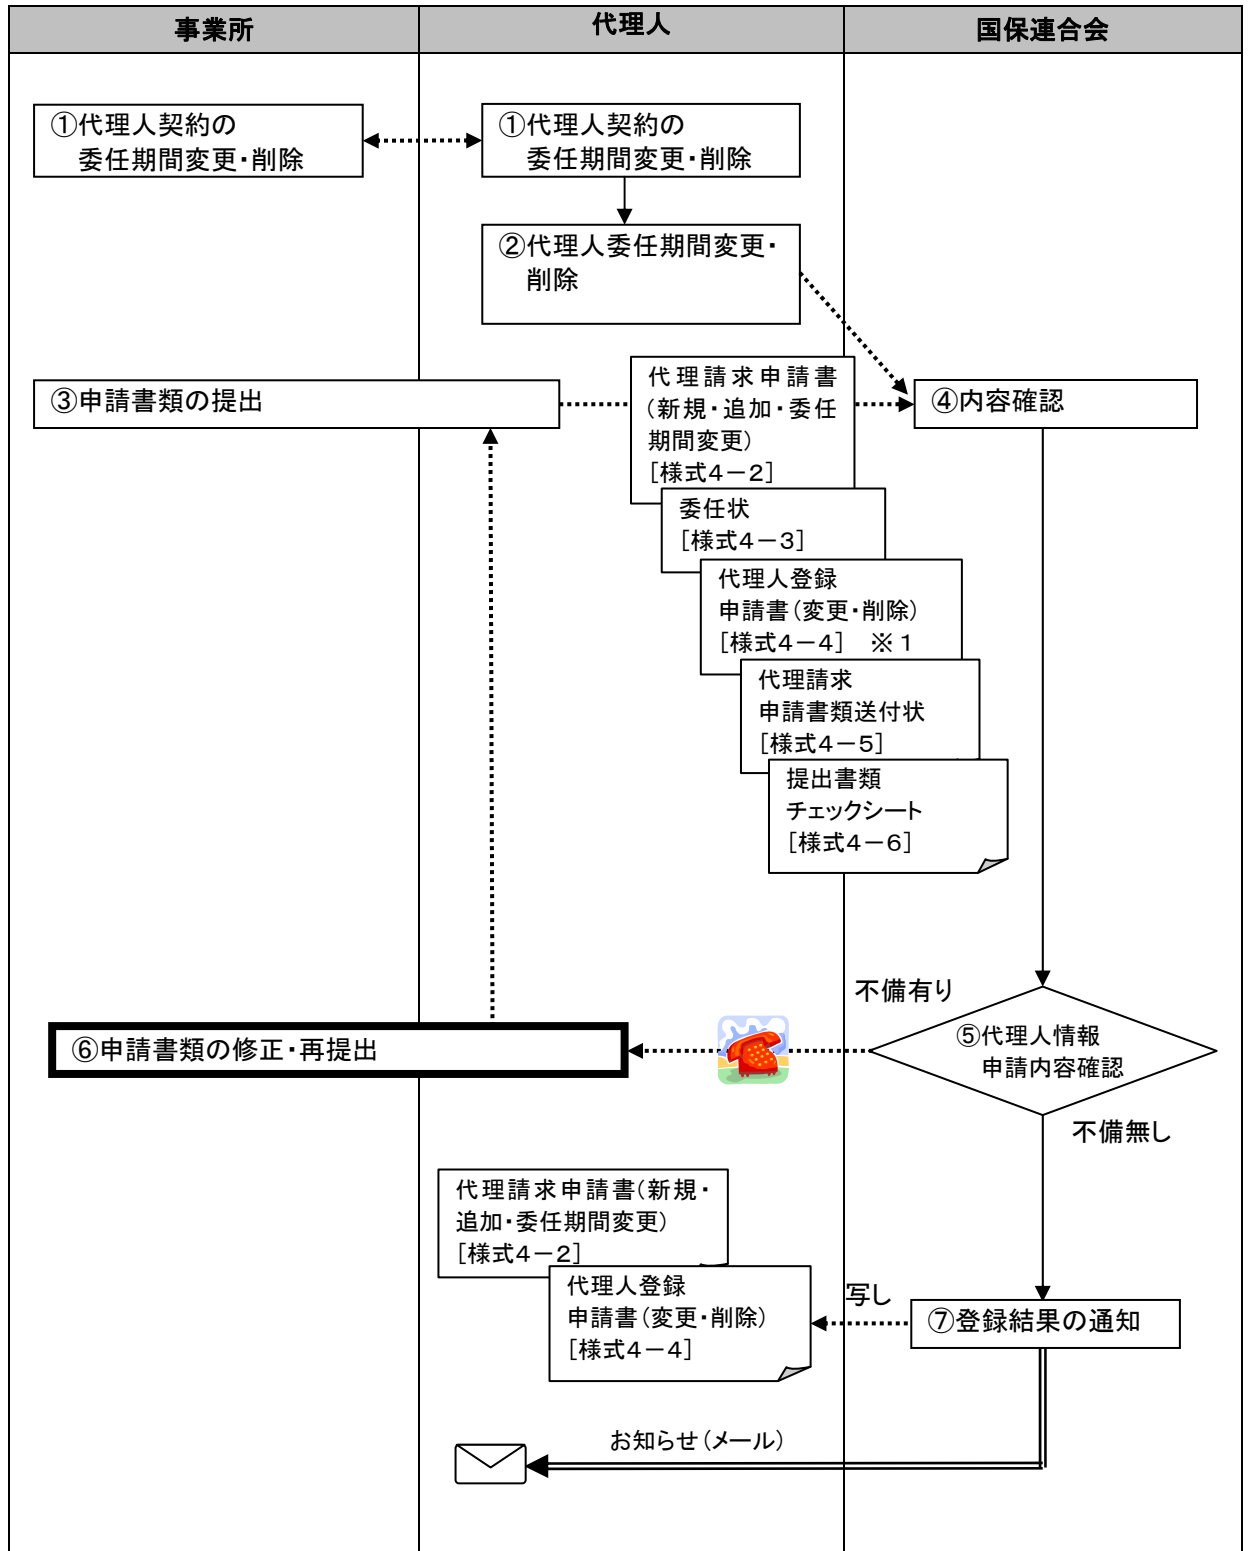 事業所
代理人
国保連合会
①代理人契約の
委任期間変更・削除
①代理人契約の
委任期間変更・削除
②代理人委任期間変更・
削除
③申請書類の提出
代理請求申請書
(新規・追加・委任
期間変更)
[様式4-2]
④内容確認
委任状
[様式4-3]
代理人登録
申請書(変更・削除)
[様式4-4] ※1
代理請求
申請書類送付状
[様式4-5]
提出書類
チェックシート
[様式4-6]
不備有り
⑤代理人情報
申請内容確認
⑥申請書類の修正・再提出
不備無し
代理請求申請書(新規・
追加・委任期間変更)
[様式4-2]
代理人登録
申請書(変更・削除)
[様式4-4]
写し
⑦登録結果の通知
お知らせ(メール)